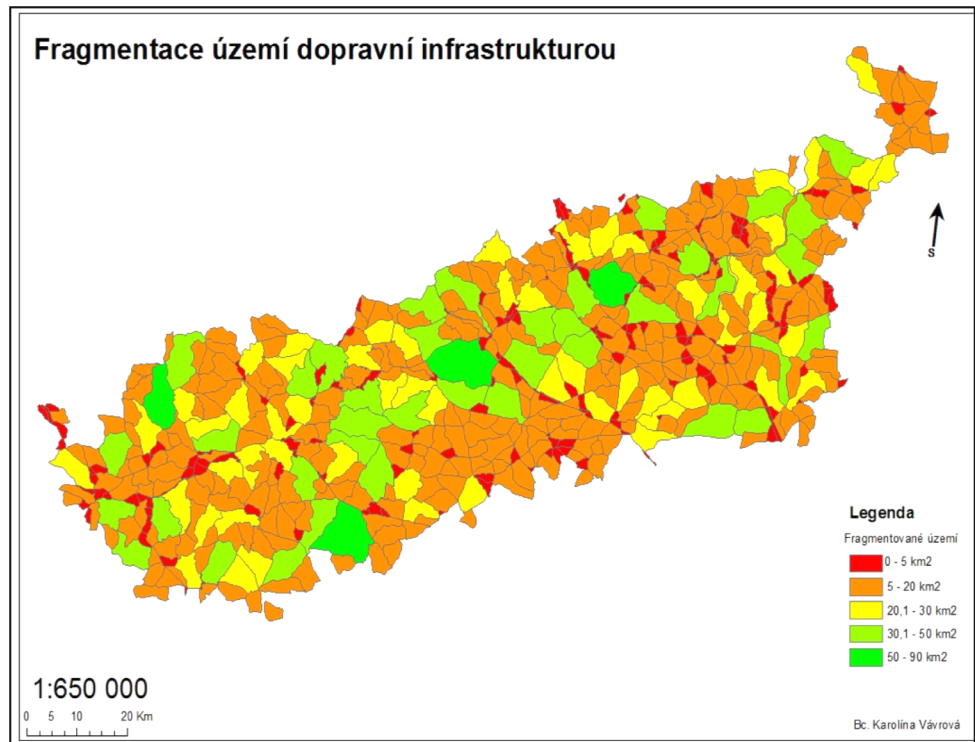 Fragmentace území dopravní infrastrukturou
S
Legenda
Fragmentované území
0 - 5 km2
5 - 20 km2
20,1 - 30 km2
30,1 - 50 km2
50 - 90 km2
1:650 000
0 5 10 20 Km
Bc. Karolína Vávrová